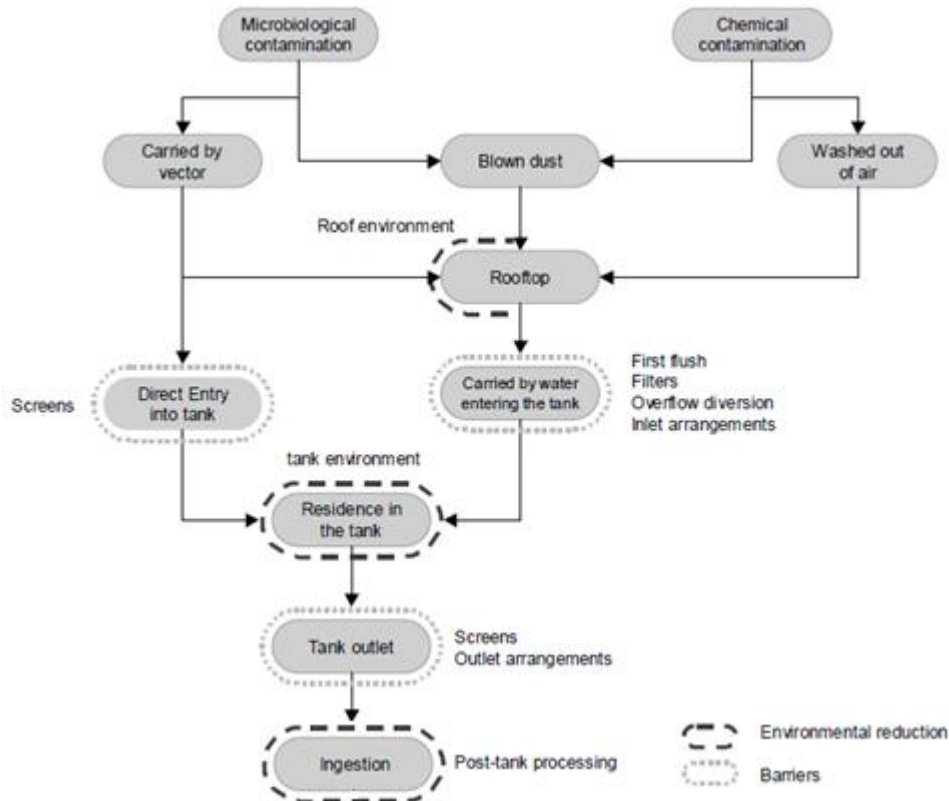 Microbiological
contamination
Chemical
contamination
Carried by
vector
Blown dust
Washed out
of air
Roof environment
Rooftop
Screens
Direct Entry
into tank
Carried by water
entering the tank
First flush
Filters
Overflow diversion
Inlet arrangements
tank environment
Residence in
the tank
Tank outlet
Screens
Outlet arrangements
Ingestion
Post-tank processing
Environmental reduction
Barriers